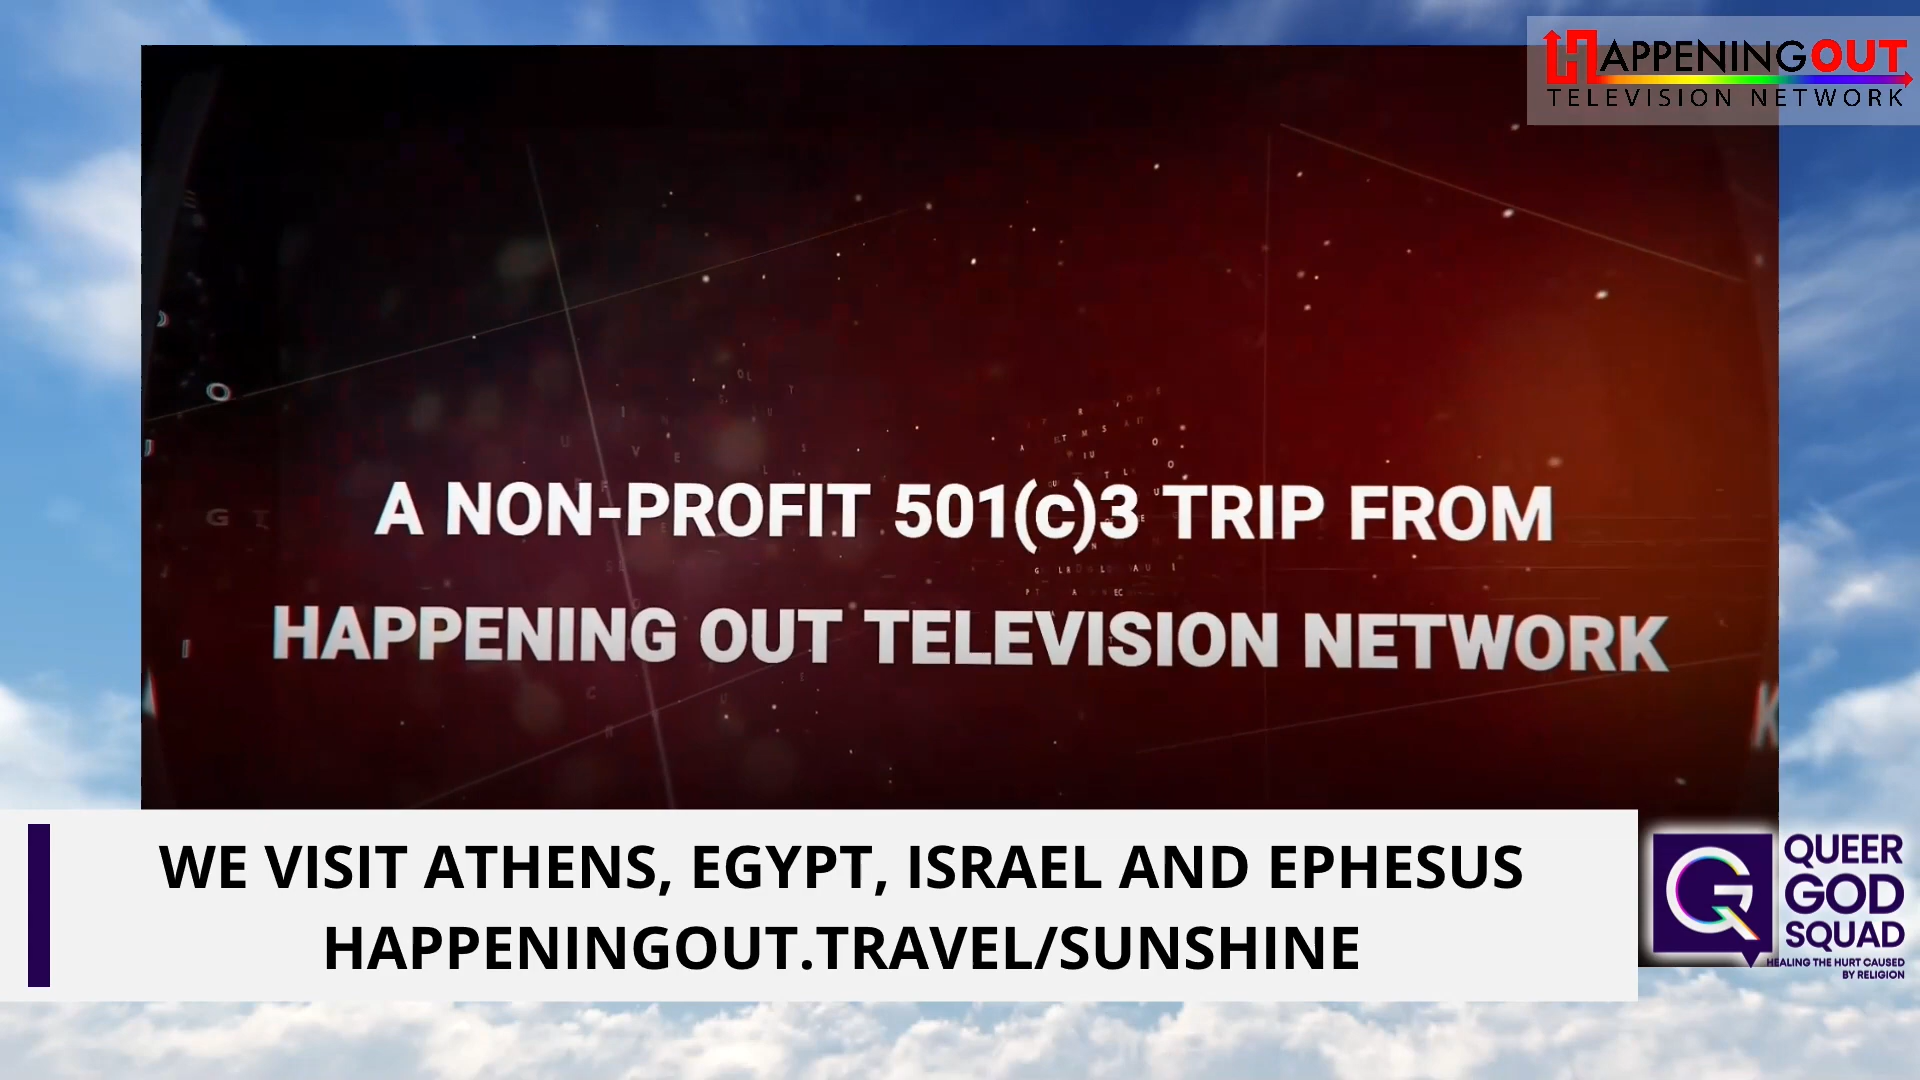 HAPPENINGOUT
TELEVISION NETWORK
A NON-PROFIT 501(c)3 TRIP FROM
HAPPENING OUT TELEVISION NETWORK
WE VISIT ATHENS, EGYPT, ISRAEL AND EPHESUS
HAPPENINGOUT.TRAVEL/SUNSHINE
QUEER
GOD
SQUAD
HEALING THE HURT CAUSED
BY RELIGION